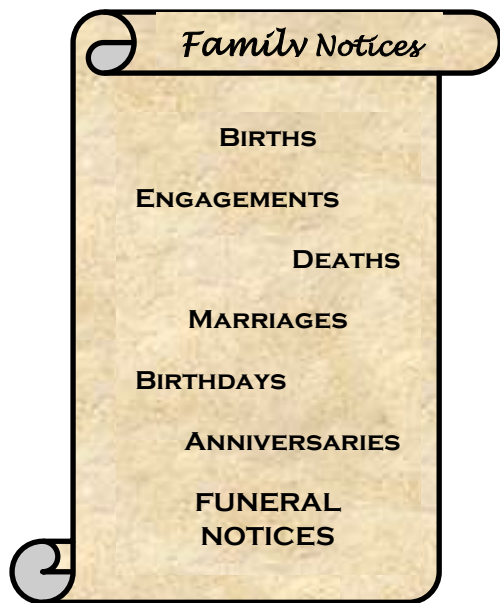 Family Notices
BIRTHS
ENGAGEMENTS
DEATHS
MARRIAGES
BIRTHDAYS
ANNIVERSARIES
FUNERAL
NOTICES